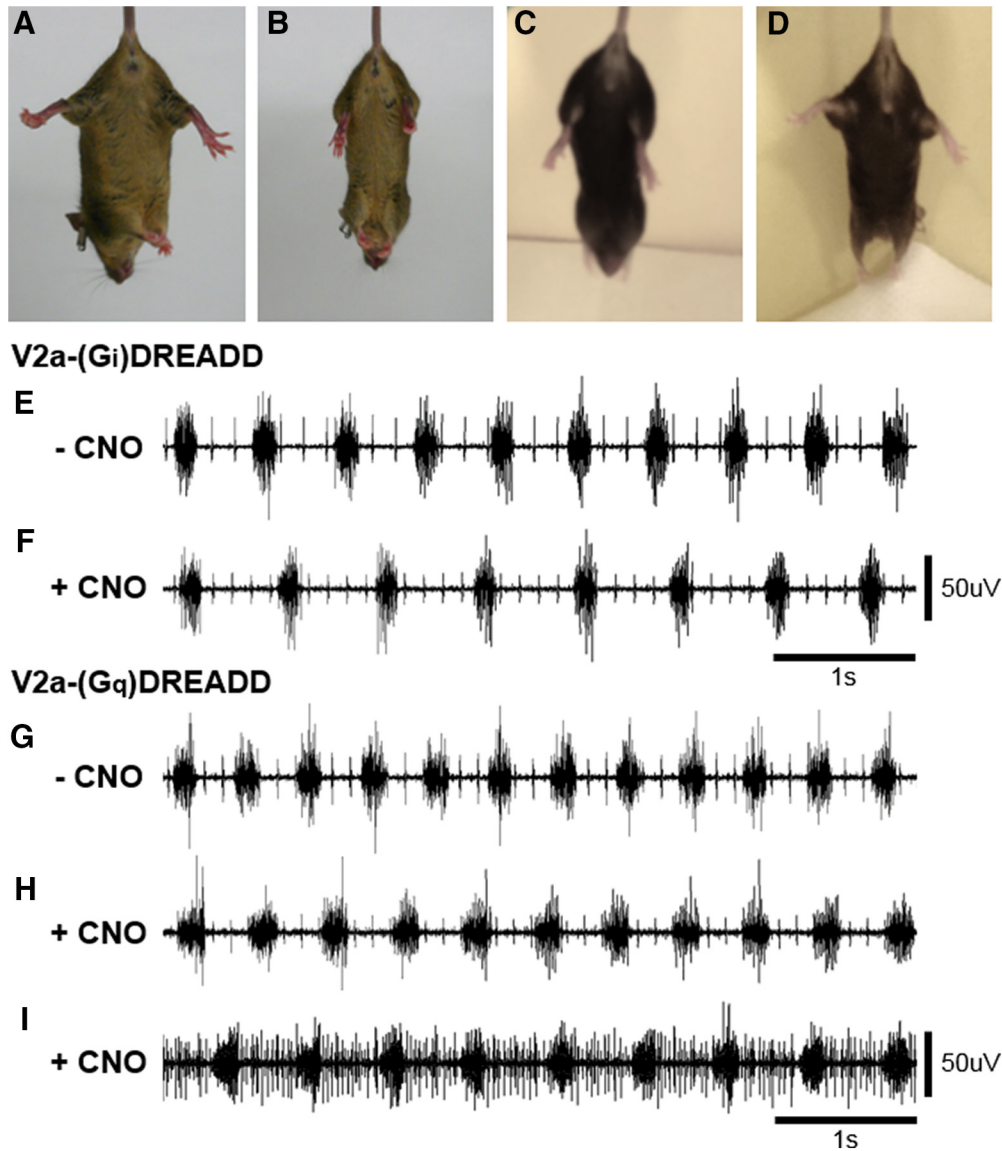 A B C D
V2a-(Gi)DREADD
E
- CNO
F
+ CNO
50uV
1s
V2a-(Gq)DREADD
G
- CNO
H
+ CNO
I
+ CNO
50uV
1s